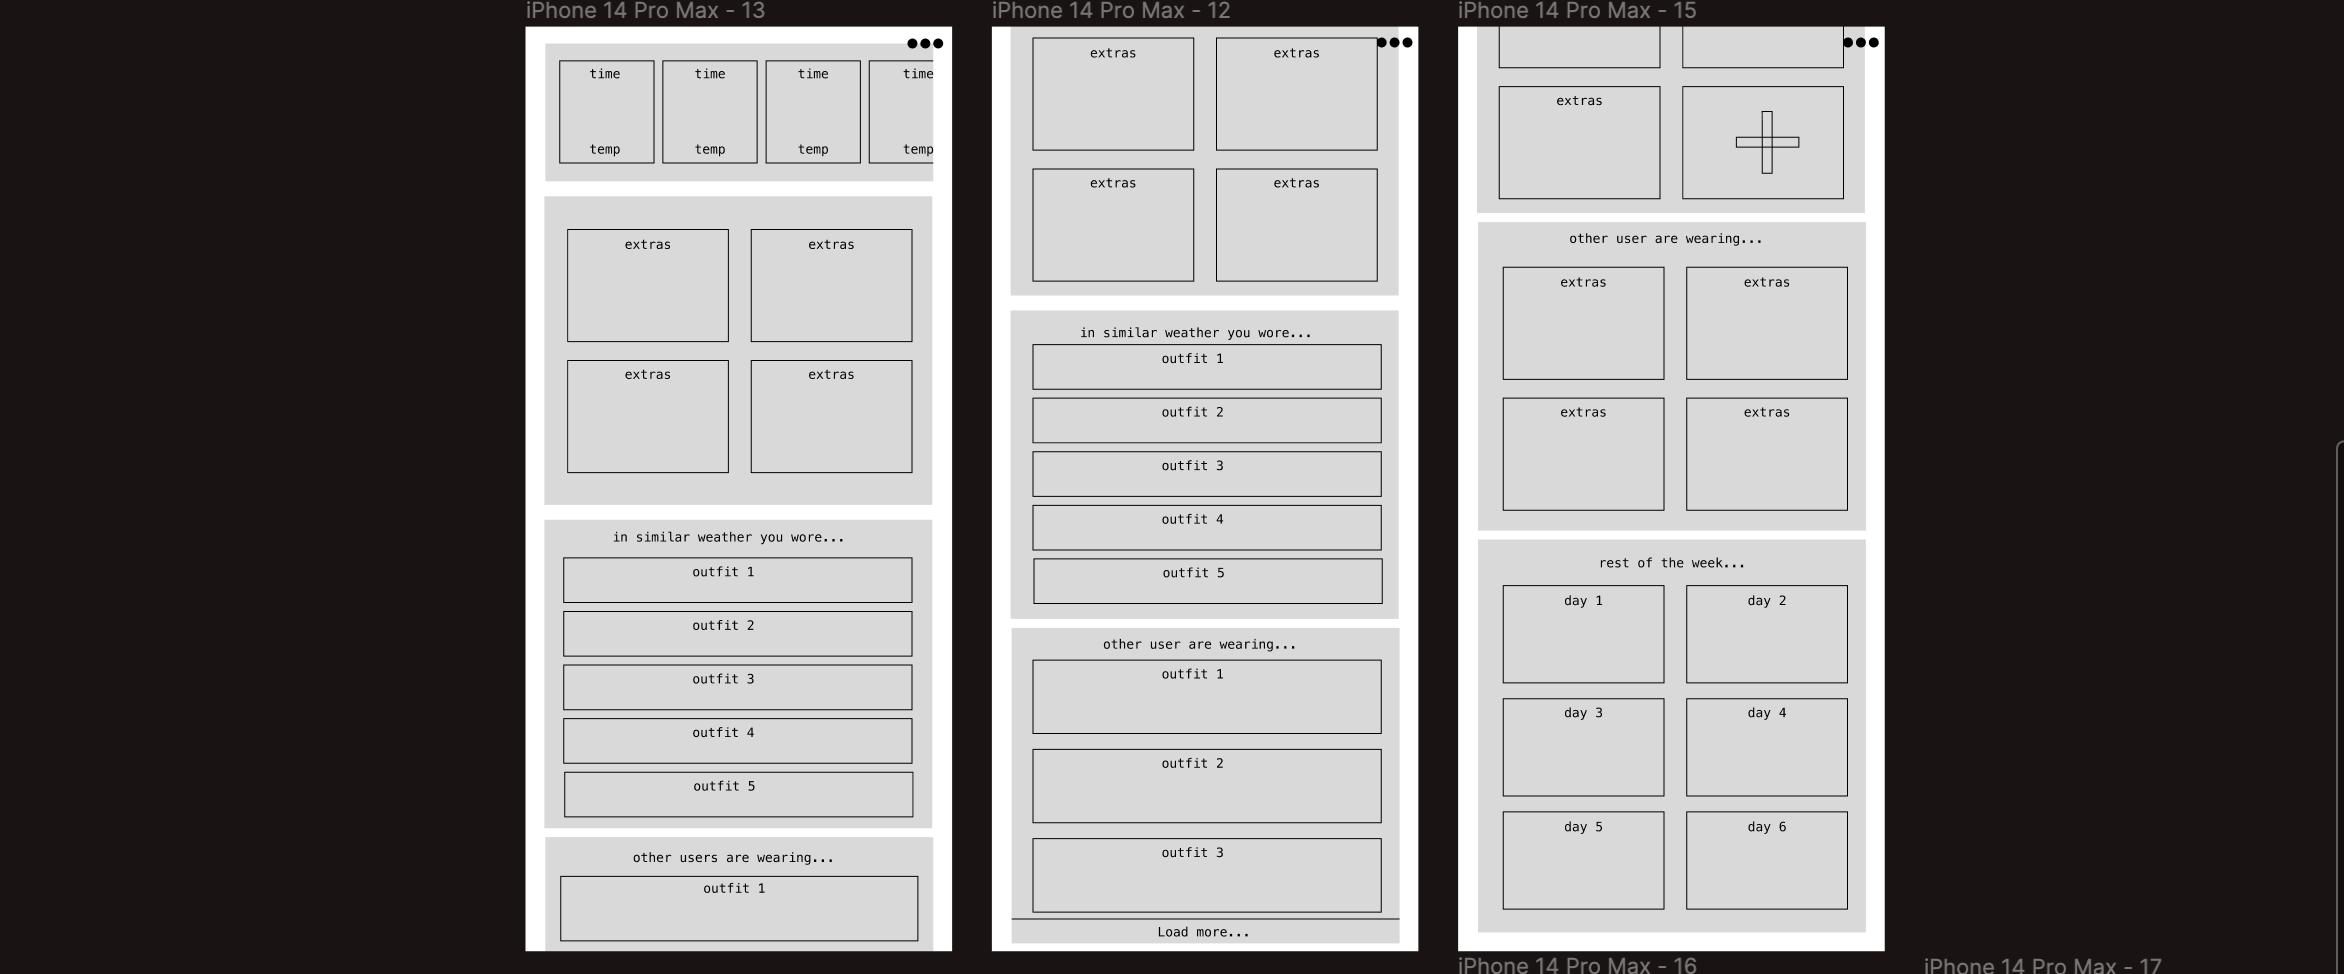 iPhone 14 Pro Max - 13
time time time time
temp temp temp temp
extras extras
extras extras
in similar weather you wore...
outfit 1
outfit 2
outfit 3
outfit 4
outfit 5
other users are wearing...
outfit 1
iPhone 14 Pro Max - 12
extras extras
extras extras
in similar weather you wore...
outfit 1
outfit 2
outfit 3
outfit 4
outfit 5
other user are wearing...
outfit 1
outfit 2
outfit 3
Load more...
iPhone 14 Pro Max - 15
extras
other user are wearing...
extras extras
extras extras
rest of the week...
day 1 day 2
day 3 day 4
day 5 day 6
iPhone 14 Pro Max - 16
iPhone 14 Pro Max - 17